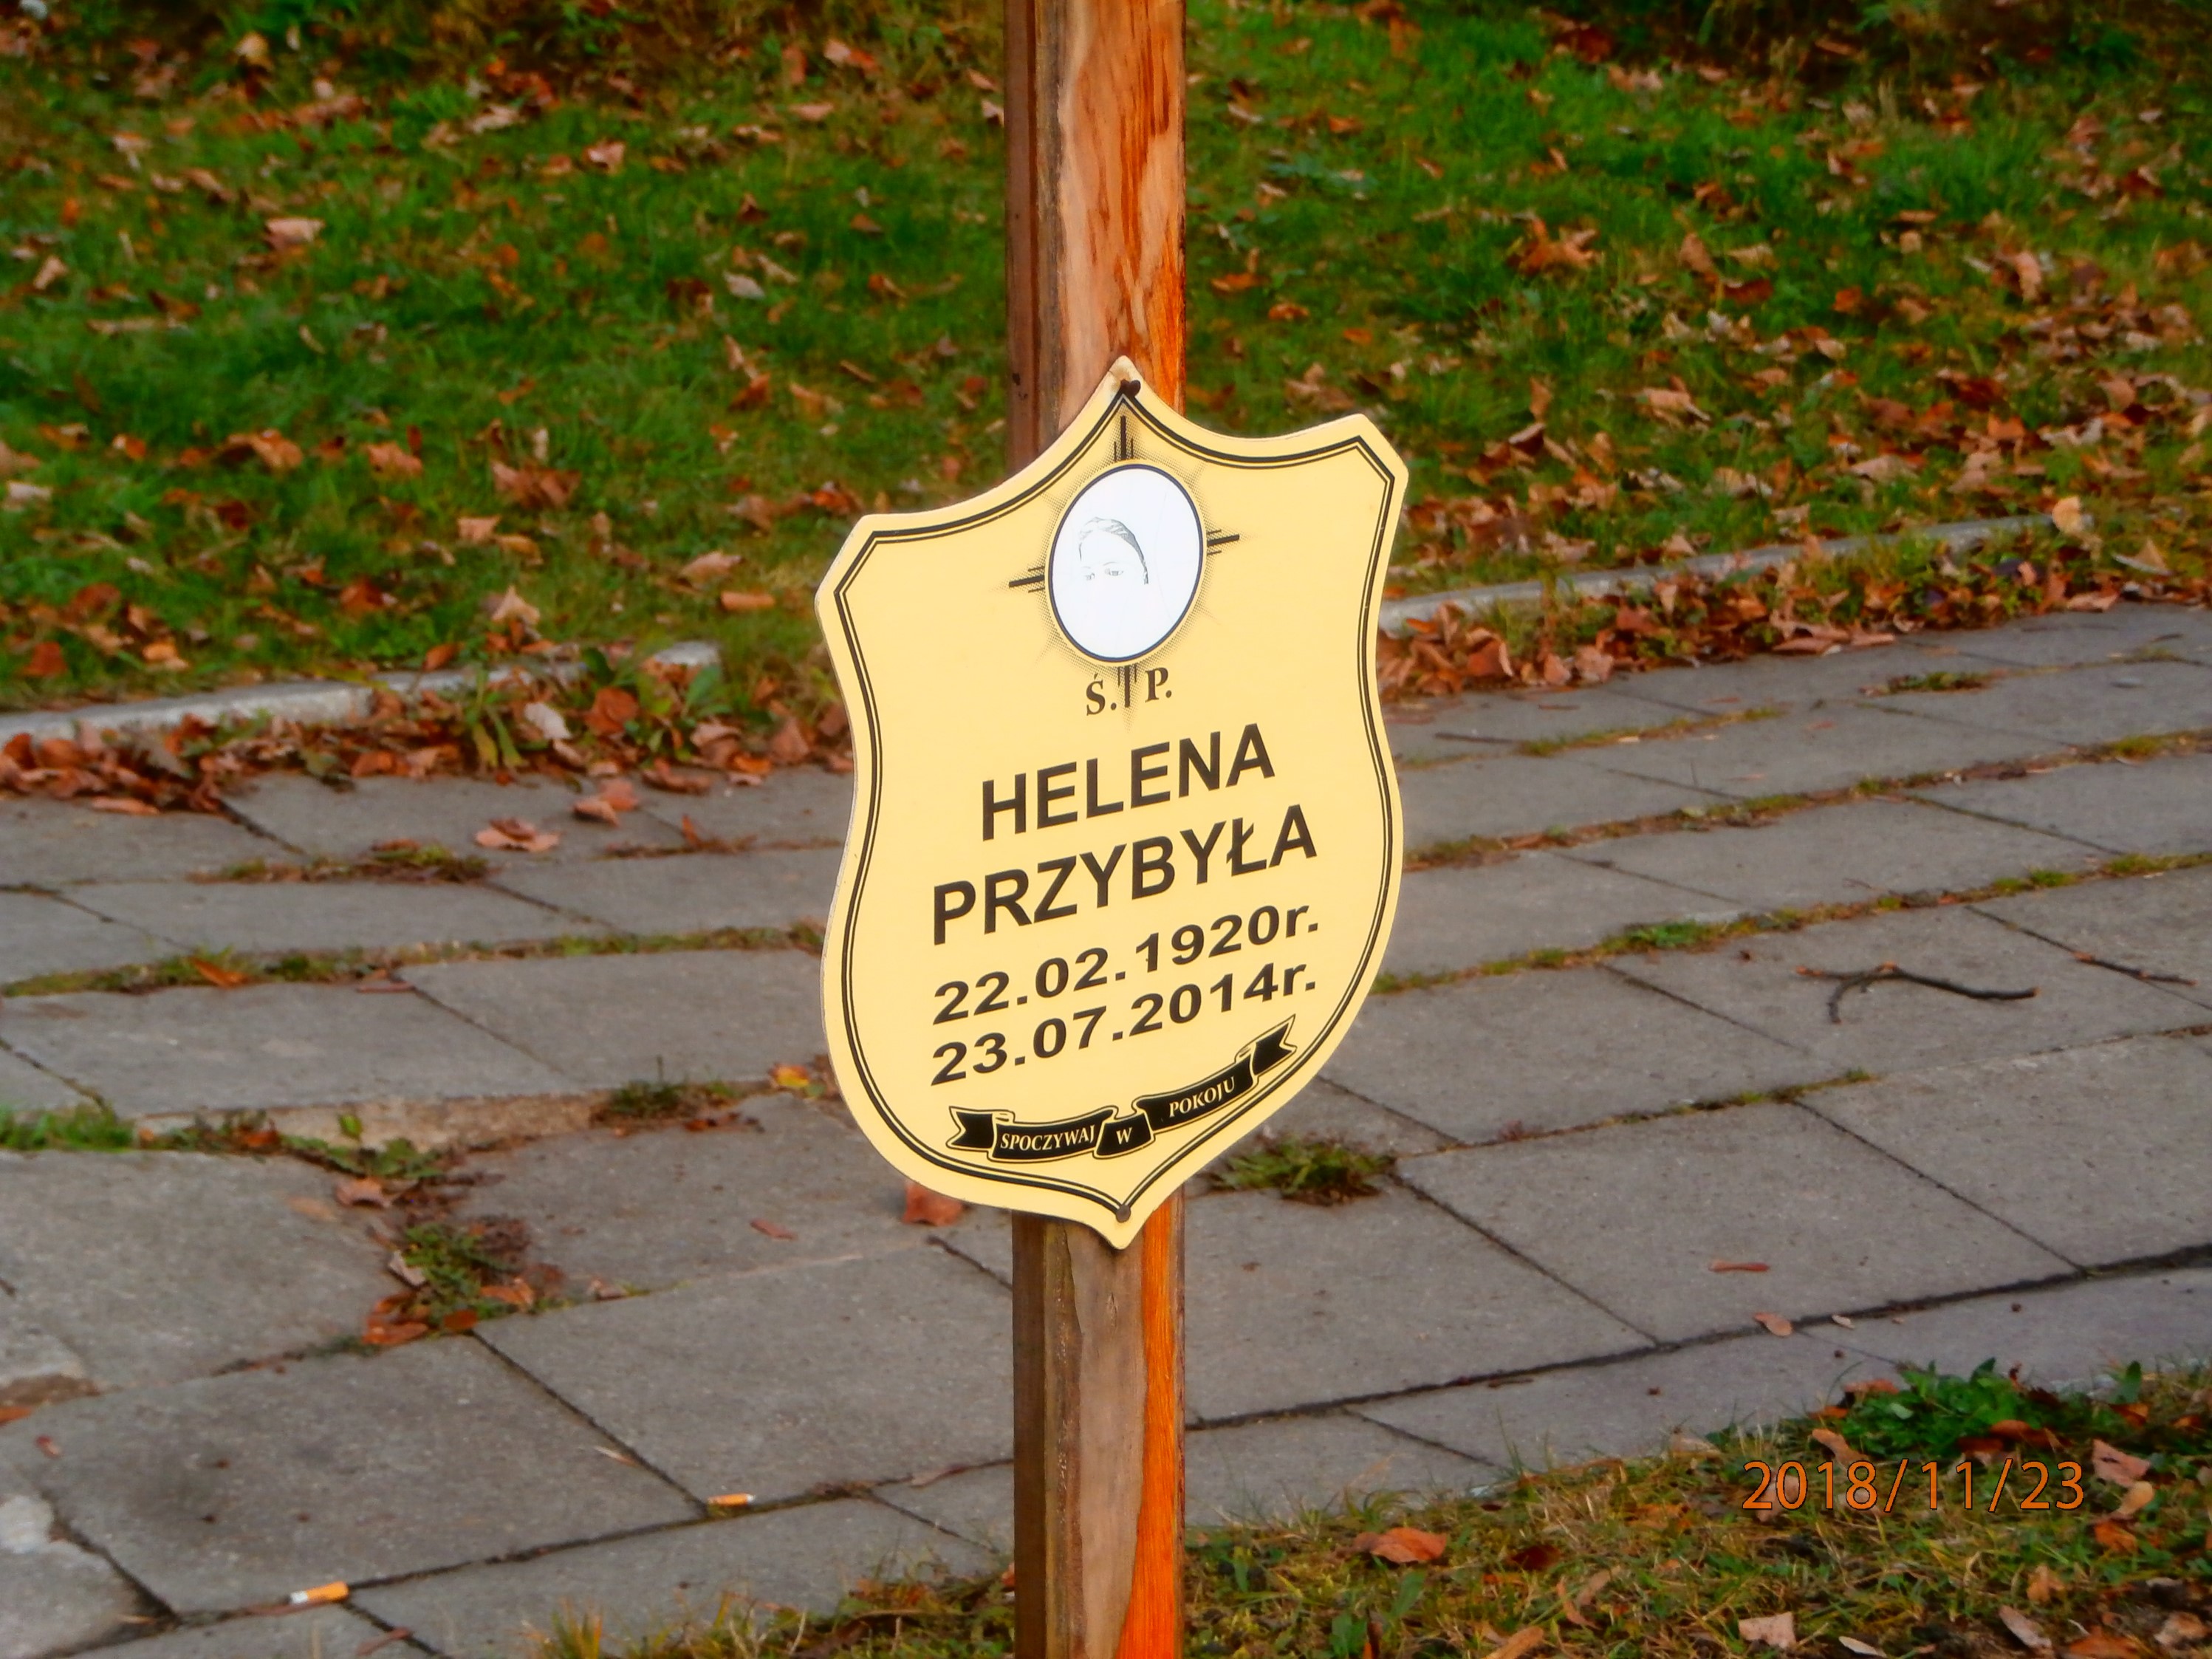 Ś. P.
HELENA
PRZYBYŁA
22.02.1920r.
23.07.2014r.
SPOCZYWAJ W POKOJU
2018/11/23